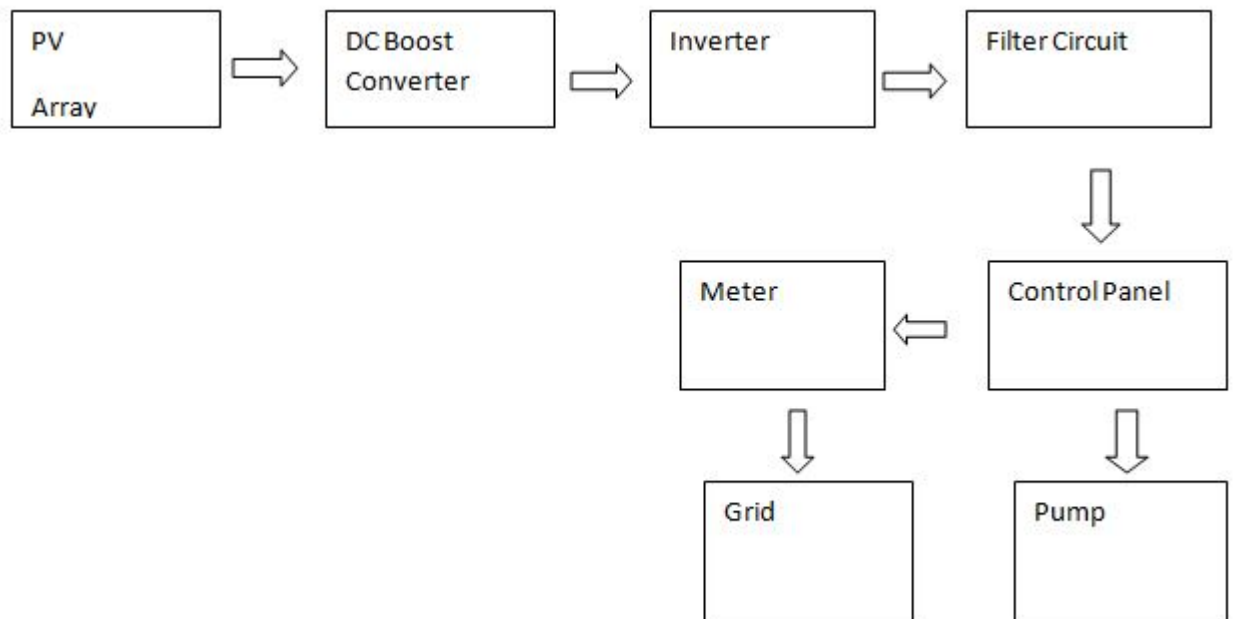 PV
Array
DC Boost
Converter
Inverter
Filter Circuit
Meter
Control Panel
Grid
Pump